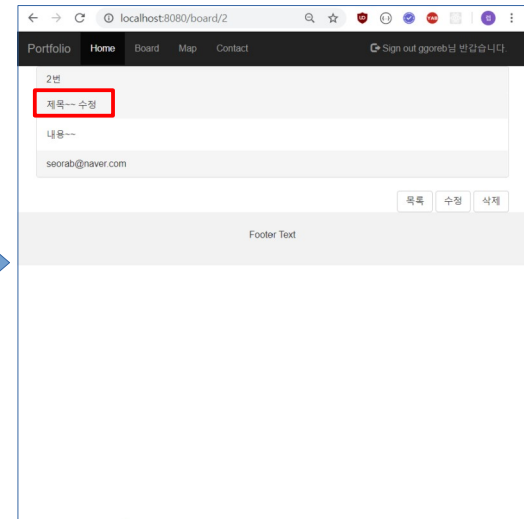 localhost:8080/board/2
Portfolio Home Board Map Contact Sign out ggoreb님 반갑습니다.
2번
제목~~ 수정
내용~~
seorab@naver.com
목록 수정 삭제
Footer Text